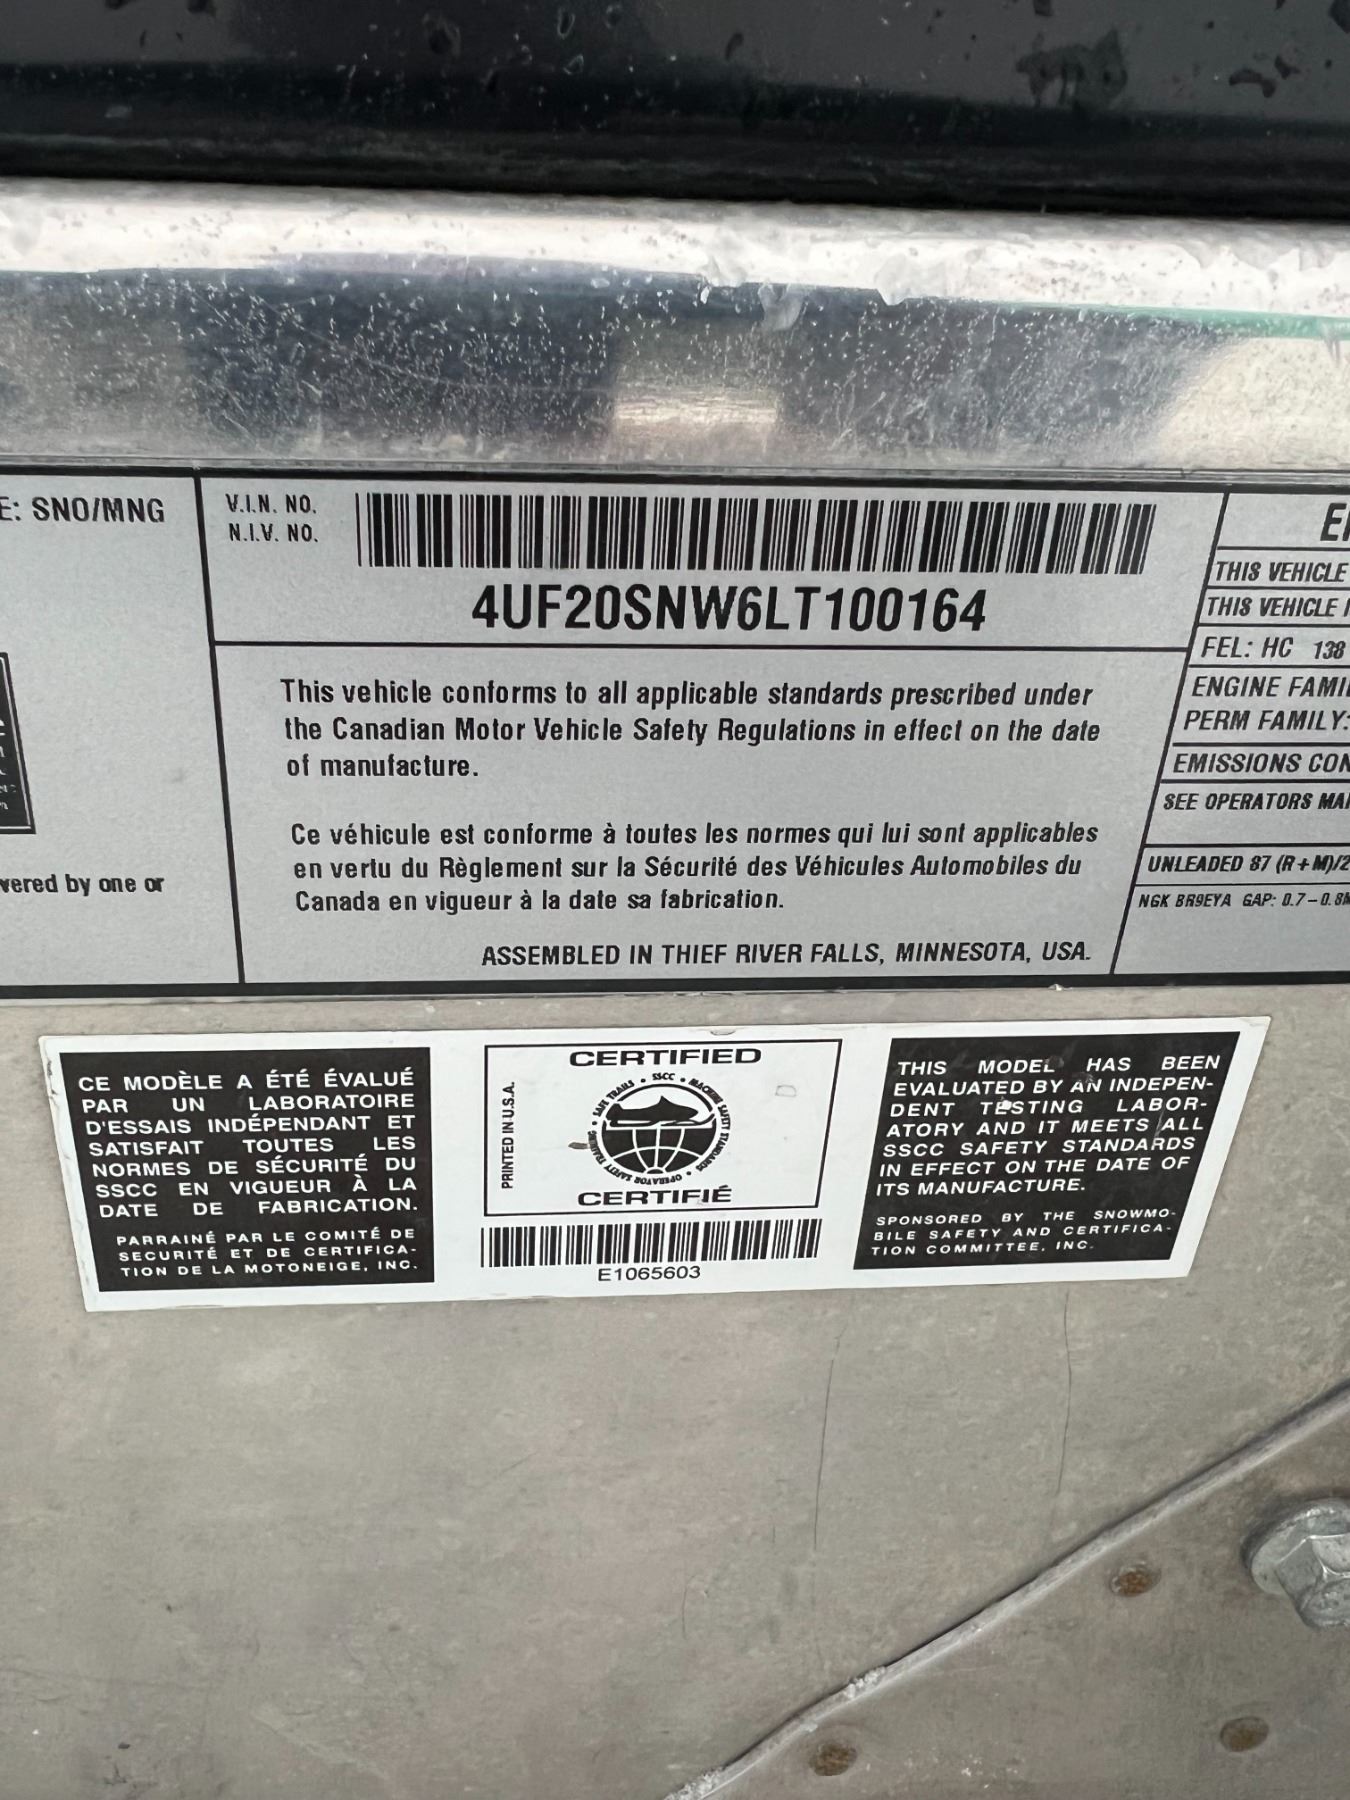 E: SNO/MNG
V.I.N. NO.
N.I.V. NO.
4UF20SNW6LT100164
This vehicle conforms to all applicable standards prescribed under
the Canadian Motor Vehicle Safety Regulations in effect on the date
of manufacture.
Ce véhicule est conforme à toutes les normes qui lui sont applicables
en vertu du Règlement sur la Sécurité des Véhicules Automobiles du
Canada en vigueur à la date sa fabrication.
ASSEMBLED IN THIEF RIVER FALLS, MINNESOTA, USA.
vered by one or
THIS VEHICLE
THIS VEHICLE
FEL: HC 138
ENGINE FAMI
PERM FAMILY:
EMISSIONS CON
SEE OPERATORS MA
UNLEADED 87 (R+M)/2
NGK BR9EYA GAP: 0.7-0.8
CE MODÈLE A ÉTÉ ÉVALUÉ
PAR UN LABORATOIRE
D'ESSAIS INDÉPENDANT ET
SATISFAIT TOUTES LES
NORMES DE SÉCURITÉ DU
SSCC EN VIGUEUR À LA
DATE DE FABRICATION.
PARRAINÉ PAR LE COMITÉ DE
SECURITÉ ET DE CERTIFICA-
TION DE LA MOTONEIGE, INC.
PRINTED IN U.S.A.
CERTIFIED
SAFE TRAILS • SSCC • MACHINE SAFETY STANDARDS • OPERATOR SAFETY TRAINING •
CERTIFIÉ
E1065603
THIS MODEL HAS BEEN
EVALUATED BY AN INDEPEN-
DENT TESTING LABOR-
ATORY AND IT MEETS ALL
SSCC SAFETY STANDARDS
IN EFFECT ON THE DATE OF
ITS MANUFACTURE.
SPONSORED BY THE SNOWMO-
BILE SAFETY AND CERTIFICA-
TION COMMITTEE, INC.